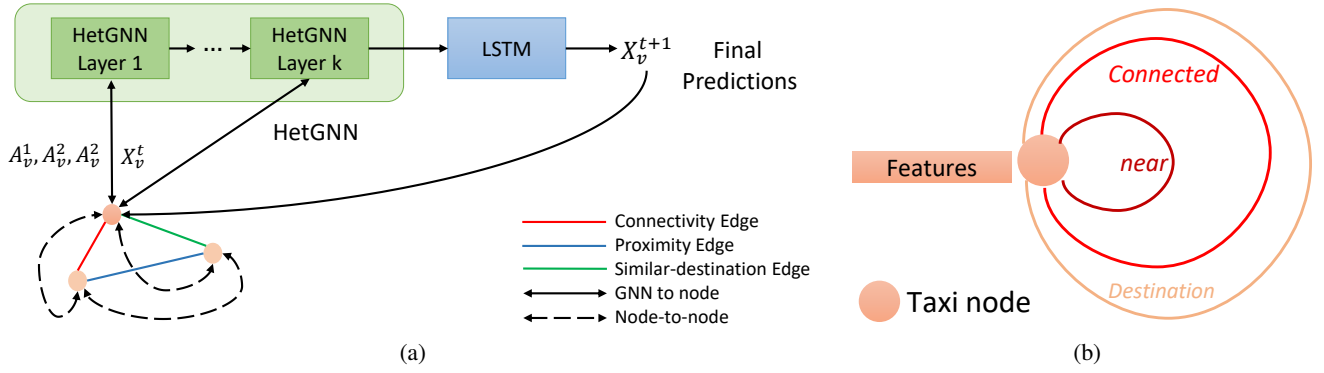 HetGNN
Layer 1
...
HetGNN
Layer k
LSTM
$X_v^{t+1}$
Final
Predictions
HetGNN
$A_v^1, A_v^2, A_v^2$
$X_v^t$
Connectivity Edge
Proximity Edge
Similar-destination Edge
GNN to node
Node-to-node
(a)
Connected
near
Features
Destination
Taxi node
(b)